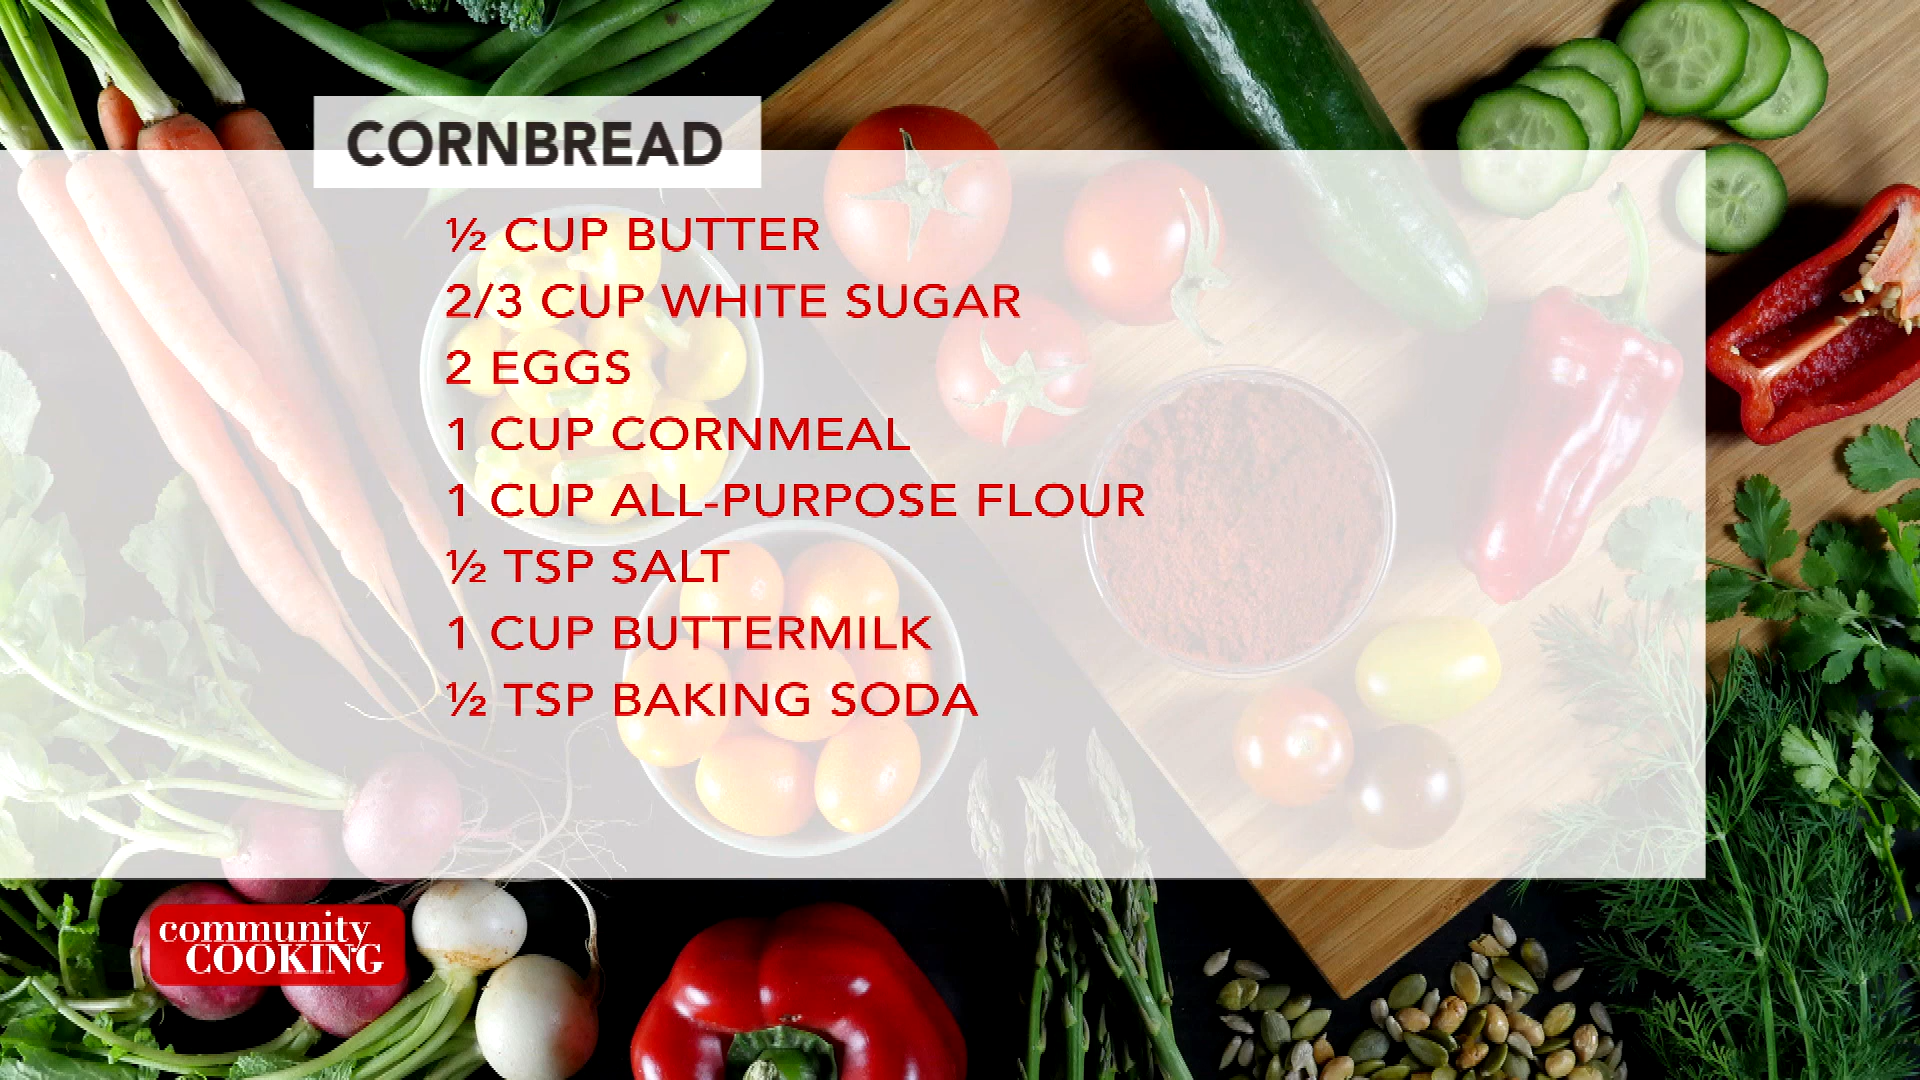 CORNBREAD
½ CUP BUTTER
2/3 CUP WHITE SUGAR
2 EGGS
1 CUP CORNMEAL
1 CUP ALL-PURPOSE FLOUR
½ TSP SALT
1 CUP BUTTERMILK
½ TSP BAKING SODA
community
COOKING